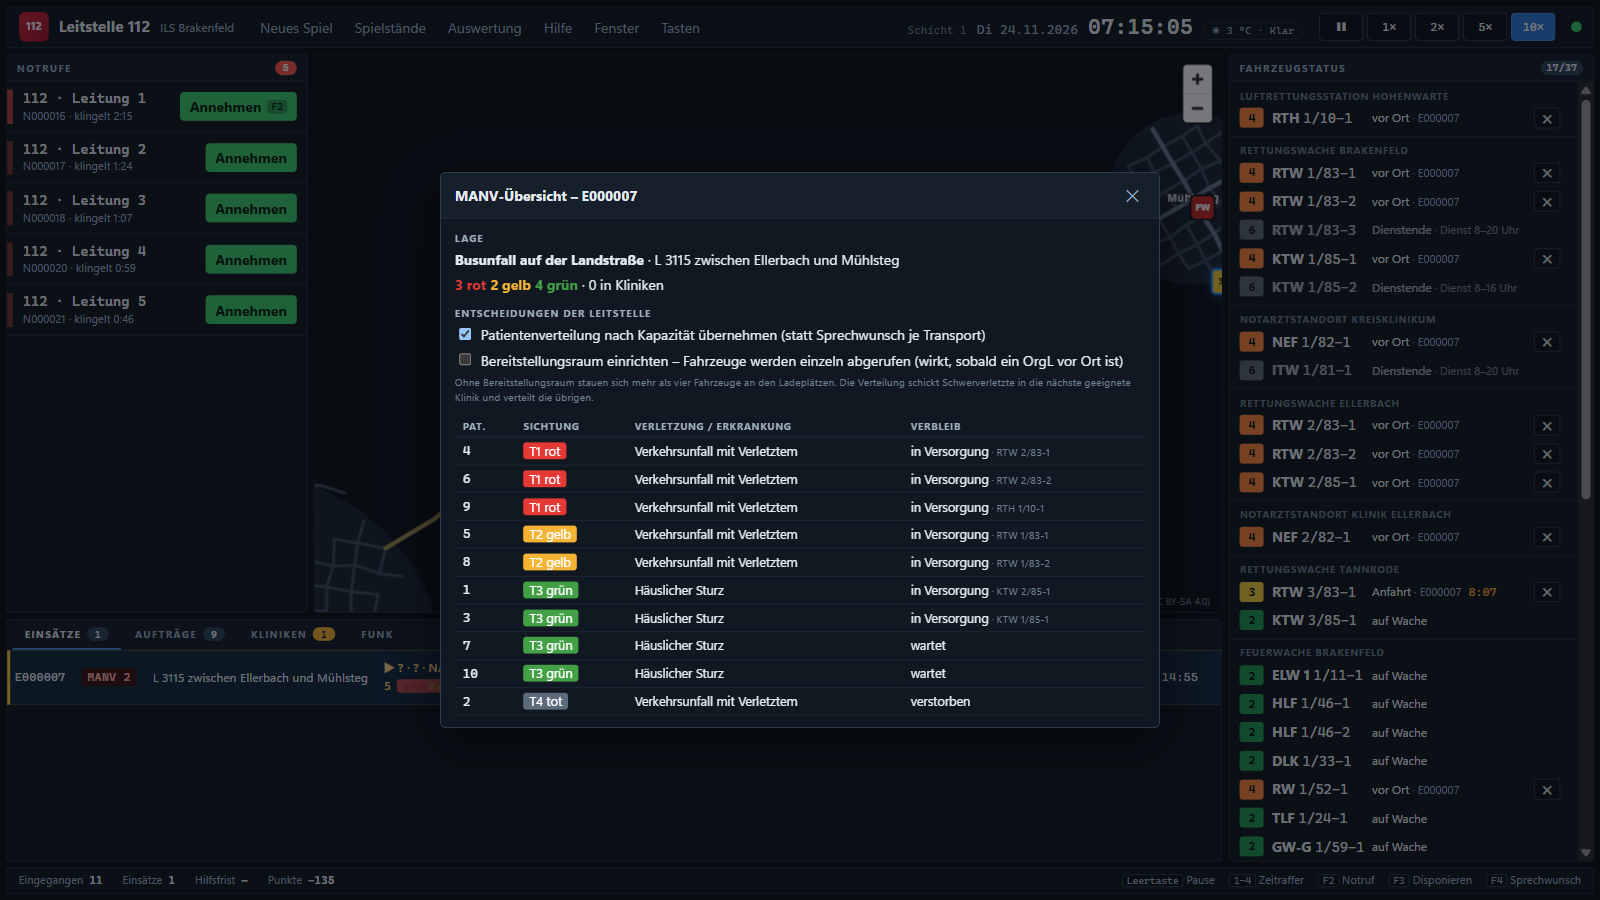 112 Leitstelle 112 ILS Brakenfeld Neues Spiel Spielstände Auswertung Hilfe Fenster Tasten Schicht 1 Di 24.11.2026 07:15:05 ☀ 3 °C · Klar 1× 2× 5× 10×
NOTRUFE 5
112 · Leitung 1
N000016 · klingelt 2:15
Annehmen F2
112 · Leitung 2
N000017 · klingelt 1:24
Annehmen
112 · Leitung 3
N000018 · klingelt 1:07
Annehmen
112 · Leitung 4
N000020 · klingelt 0:59
Annehmen
112 · Leitung 5
N000021 · klingelt 0:46
Annehmen
+
−
FW
BY-SA 4.0)
MANV-Übersicht – E000007
LAGE
Busunfall auf der Landstraße · L 3115 zwischen Ellerbach und Mühlsteg
3 rot 2 gelb 4 grün · 0 in Kliniken
ENTSCHEIDUNGEN DER LEITSTELLE
Patientenverteilung nach Kapazität übernehmen (statt Sprechwunsch je Transport)
Bereitstellungsraum einrichten – Fahrzeuge werden einzeln abgerufen (wirkt, sobald ein OrgL vor Ort ist)
Ohne Bereitstellungsraum stauen sich mehr als vier Fahrzeuge an den Ladeplätzen. Die Verteilung schickt Schwerverletzte in die nächste geeignete
Klinik und verteilt die übrigen.
PAT. SICHTUNG VERLETZUNG / ERKRANKUNG VERBLEIB
4 T1 rot Verkehrsunfall mit Verletztem in Versorgung · RTW 2/83-1
6 T1 rot Verkehrsunfall mit Verletztem in Versorgung · RTW 2/83-2
9 T1 rot Verkehrsunfall mit Verletztem in Versorgung · RTH 1/10-1
5 T2 gelb Verkehrsunfall mit Verletztem in Versorgung · RTW 1/83-1
8 T2 gelb Verkehrsunfall mit Verletztem in Versorgung · RTW 1/83-2
1 T3 grün Häuslicher Sturz in Versorgung · KTW 2/85-1
3 T3 grün Häuslicher Sturz in Versorgung · KTW 1/85-1
7 T3 grün Häuslicher Sturz wartet
10 T3 grün Häuslicher Sturz wartet
2 T4 tot Verkehrsunfall mit Verletztem verstorben
EINSÄTZE 1 AUFTRÄGE 9 KLINIKEN 1 FUNK
E000007 MANV 2 L 3115 zwischen Ellerbach und Mühlsteg ▶ ? · ? · 14:55
5
FAHRZEUGSTATUS 17/37
LUFTRETTUNGSSTATION HOHENWARTE
4 RTH 1/10–1 vor Ort · E000007
RETTUNGSWACHE BRAKENFELD
4 RTW 1/83–1 vor Ort · E000007
4 RTW 1/83–2 vor Ort · E000007
6 RTW 1/83–3 Dienstende · Dienst 8–20 Uhr
4 KTW 1/85–1 vor Ort · E000007
6 KTW 1/85–2 Dienstende · Dienst 8–16 Uhr
NOTARZTSTANDORT KREISKLINIKUM
4 NEF 1/82–1 vor Ort · E000007
6 ITW 1/81–1 Dienstende · Dienst 8–20 Uhr
RETTUNGSWACHE ELLERBACH
4 RTW 2/83–1 vor Ort · E000007
4 RTW 2/83–2 vor Ort · E000007
4 KTW 2/85–1 vor Ort · E000007
NOTARZTSTANDORT KLINIK ELLERBACH
4 NEF 2/82–1 vor Ort · E000007
RETTUNGSWACHE TANNRODE
3 RTW 3/83–1 Anfahrt · E000007 8:07
2 KTW 3/85–1 auf Wache
FEUERWACHE BRAKENFELD
2 ELW 1 1/11–1 auf Wache
2 HLF 1/46–1 auf Wache
2 HLF 1/46–2 auf Wache
2 DLK 1/33–1 auf Wache
4 RW 1/52–1 vor Ort · E000007
2 TLF 1/24–1 auf Wache
2 GW-G 1/59–1 auf Wache
Eingegangen 11 Einsätze 1 Hilfsfrist – Punkte −135 Leertaste Pause 1–4 Zeitraffer F2 Notruf F3 Disponieren F4 Sprechwunsch